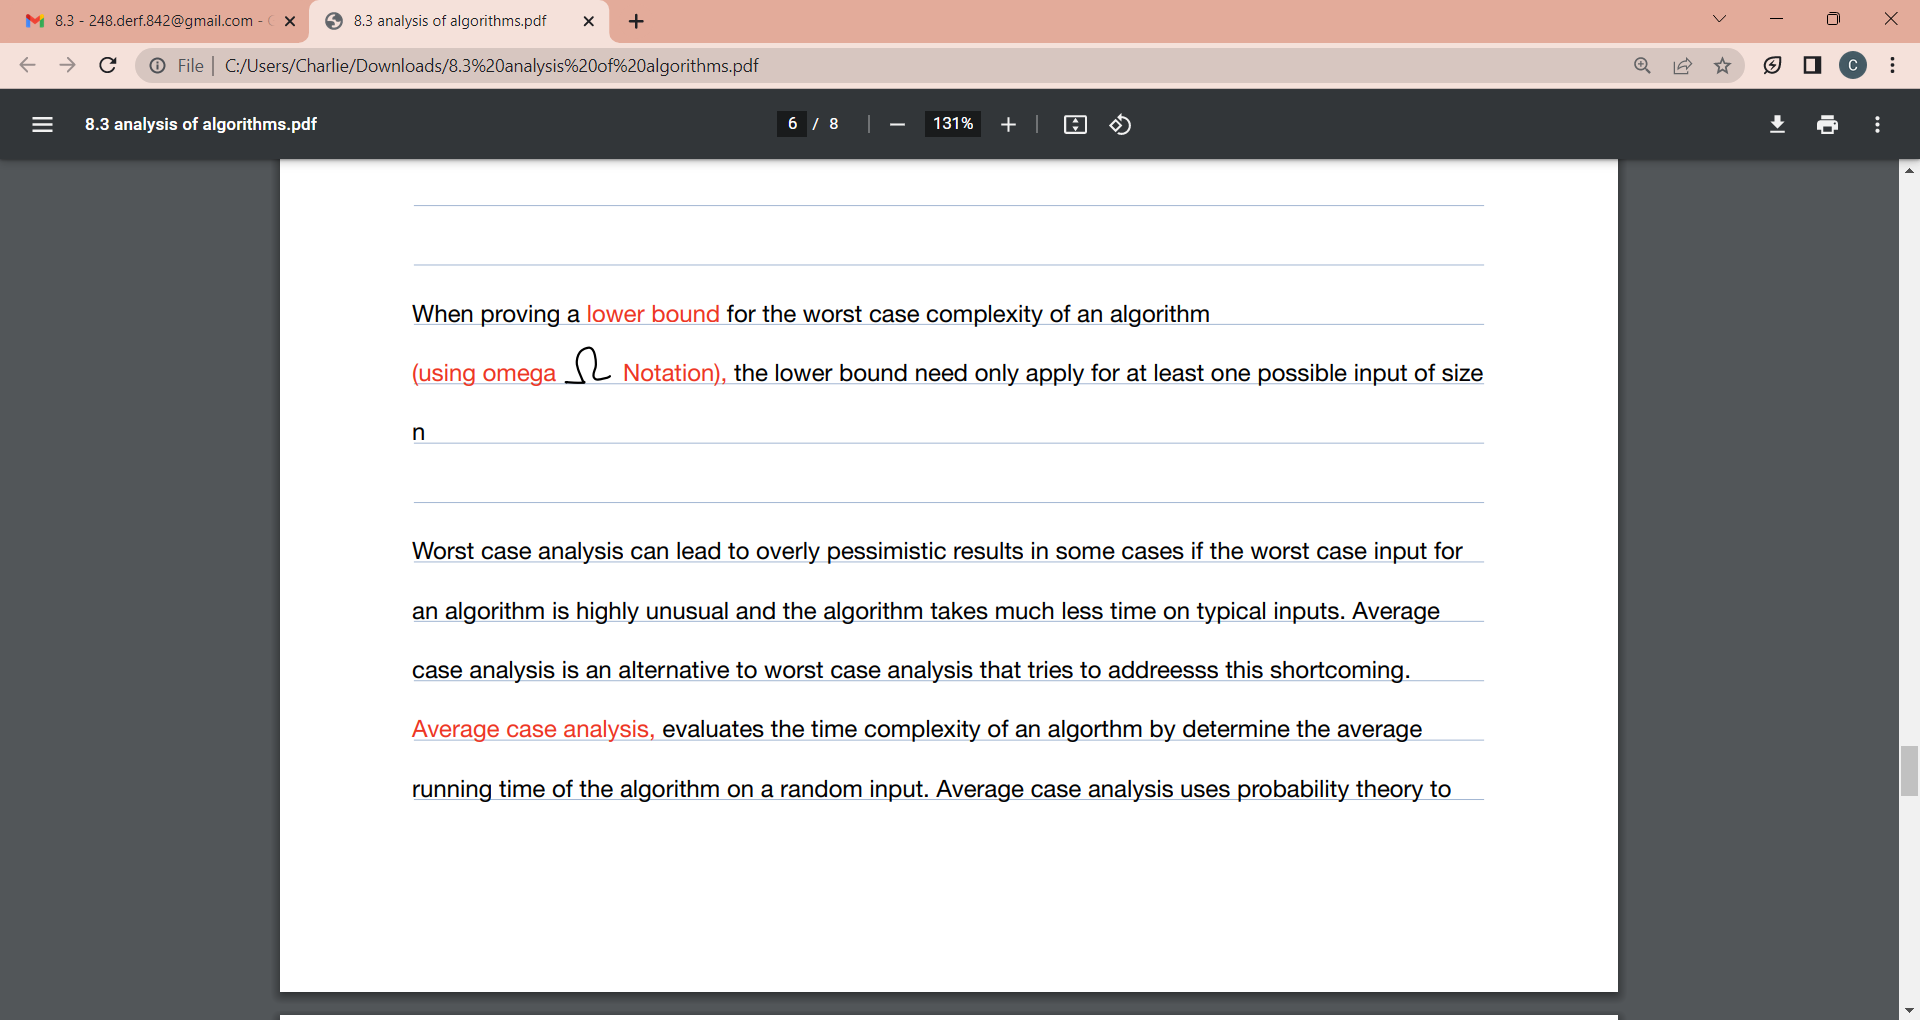 8.3 - 248.derf.842@gmail.com -
8.3 analysis of algorithms.pdf
File | C:/Users/Charlie/Downloads/8.3%20analysis%20of%20algorithms.pdf
C
8.3 analysis of algorithms.pdf
6 / 8
131%
When proving a lower bound for the worst case complexity of an algorithm
(using omega Ω Notation), the lower bound need only apply for at least one possible input of size
n
Worst case analysis can lead to overly pessimistic results in some cases if the worst case input for
an algorithm is highly unusual and the algorithm takes much less time on typical inputs. Average
case analysis is an alternative to worst case analysis that tries to addreesss this shortcoming.
Average case analysis, evaluates the time complexity of an algorthm by determine the average
running time of the algorithm on a random input. Average case analysis uses probability theory to